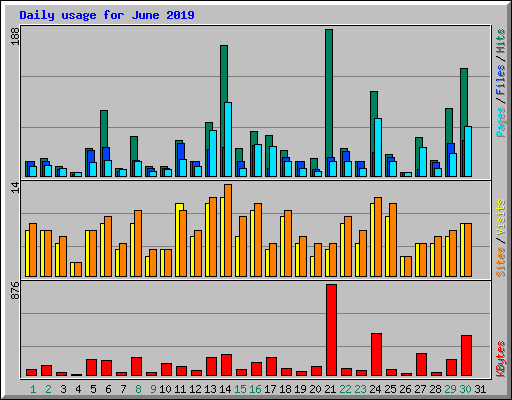 Daily usage for June 2019
188
Pages / Files / Hits
14
Sites / Visits
876
KBytes
1 2 3 4 5 6 7 8 9 10 11 12 13 14 15 16 17 18 19 20 21 22 23 24 25 26 27 28 29 30 31